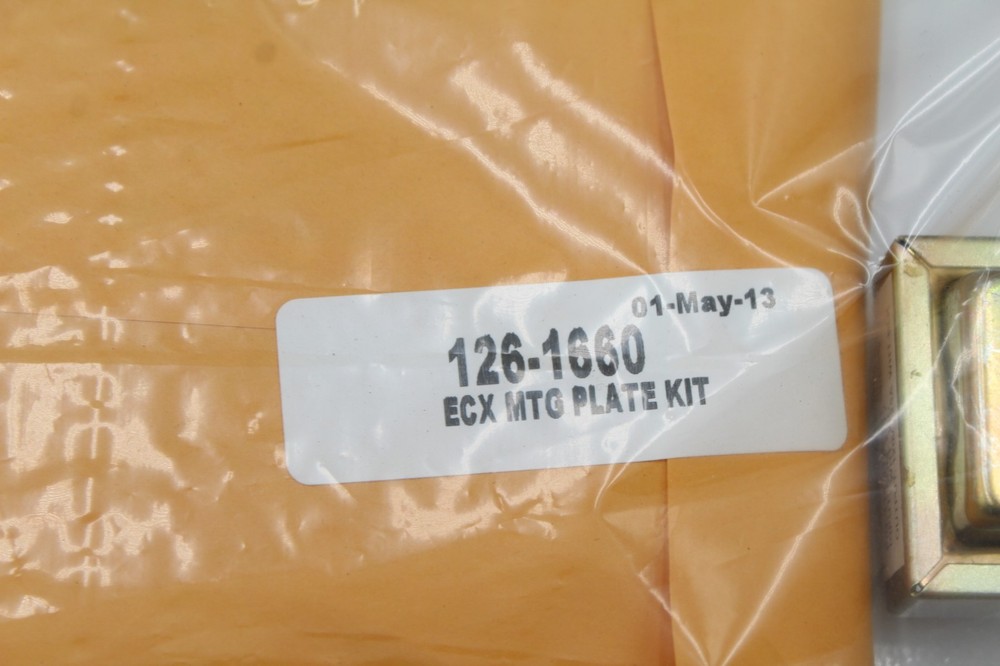 01-May-13
126-1660
ECX MTG PLATE KIT